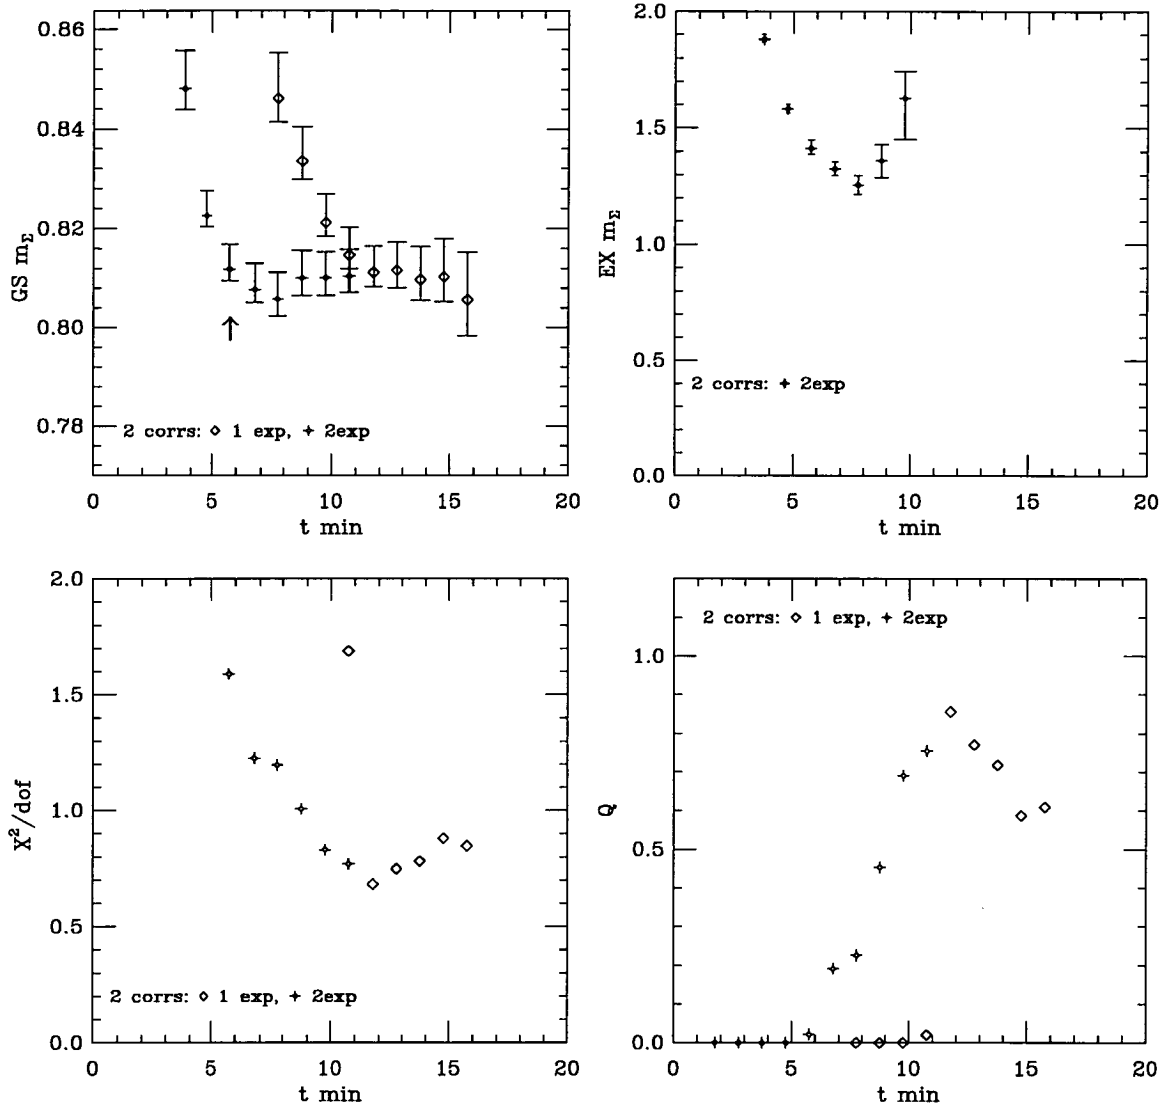 0.86
0.84
0.82
0.80
0.78
GS mΣ
2 corrs: ◇ 1 exp, + 2exp
0 5 10 15 20
t min
2.0
1.5
1.0
0.5
0.0
EX mΣ
2 corrs: + 2exp
0 5 10 15 20
t min
2.0
1.5
1.0
0.5
0.0
X²/dof
2 corrs: ◇ 1 exp, + 2exp
0 5 10 15 20
t min
2 corrs: ◇ 1 exp, + 2exp
1.0
0.5
0.0
Q
0 5 10 15 20
t min